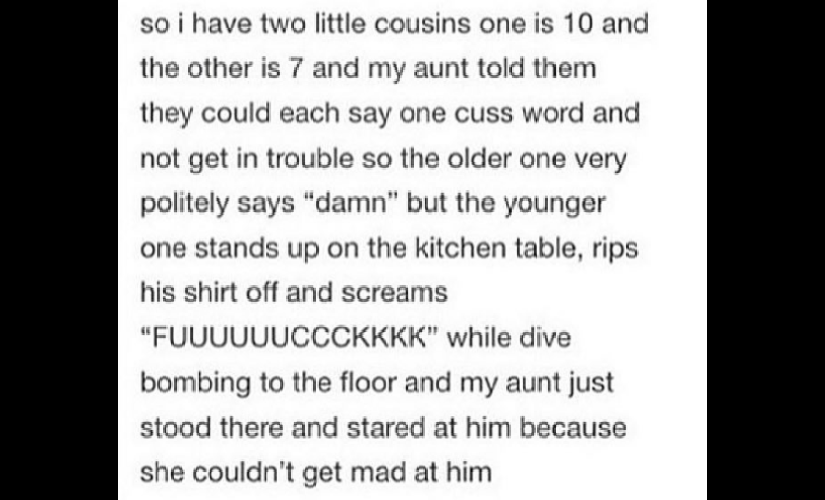 so i have two little cousins one is 10 and
the other is 7 and my aunt told them
they could each say one cuss word and
not get in trouble so the older one very
politely says “damn” but the younger
one stands up on the kitchen table, rips
his shirt off and screams
“FUUUUUUCCCKKKK” while dive
bombing to the floor and my aunt just
stood there and stared at him because
she couldn’t get mad at him